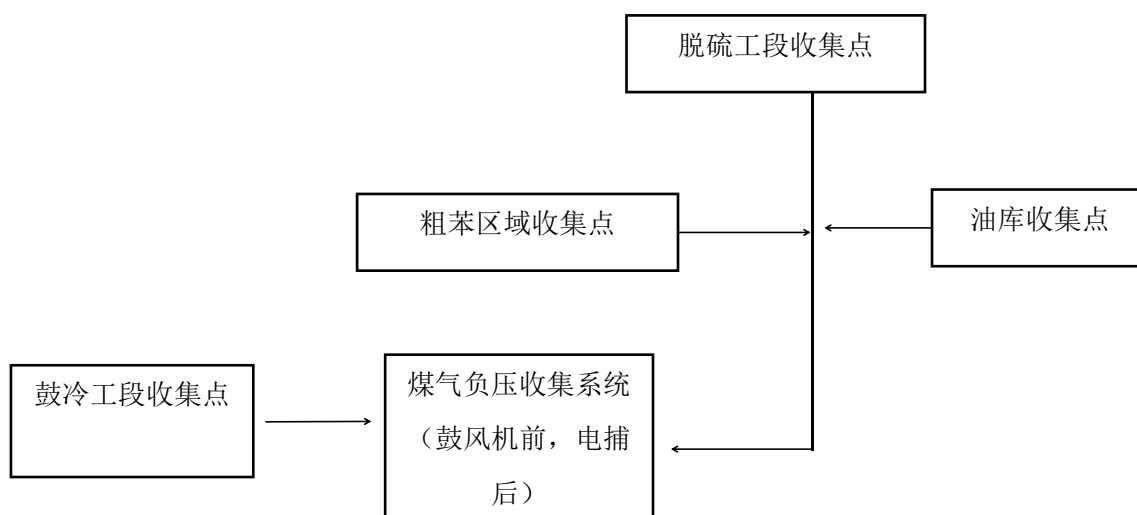 脱硫工段收集点
粗苯区域收集点
油库收集点
鼓冷工段收集点
煤气负压收集系统
（鼓风机前，电捕
后）